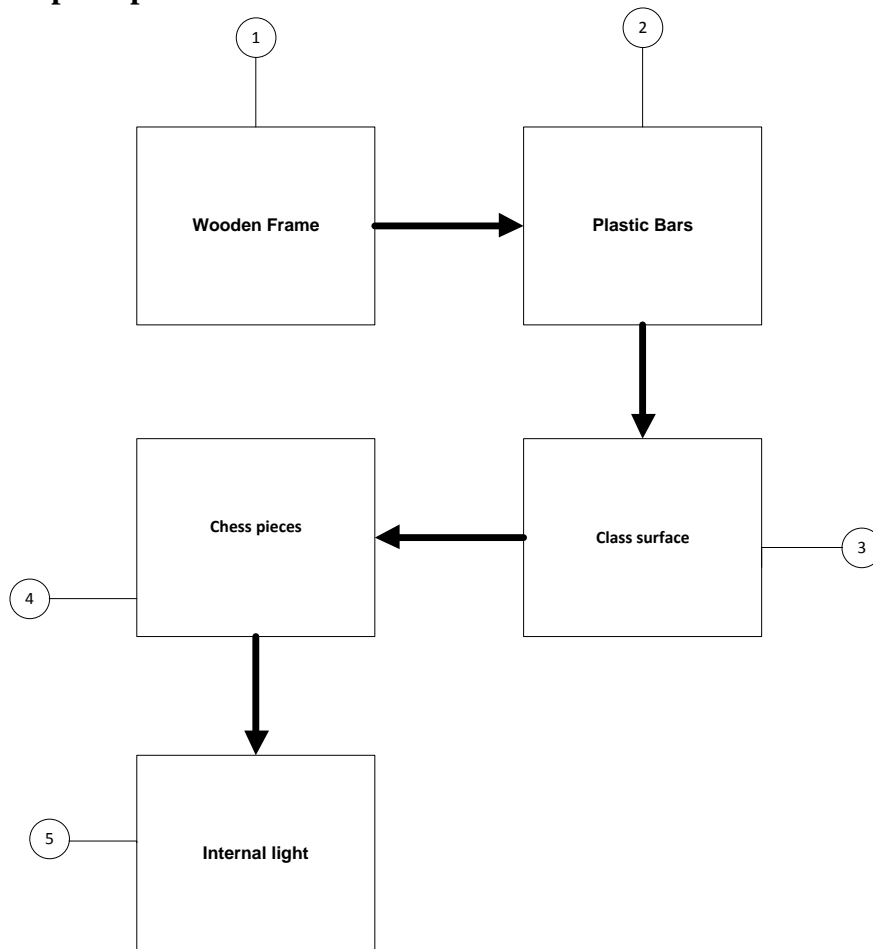 1
2
Wooden Frame
Plastic Bars
Chess pieces
Class surface
3
4
5
Internal light